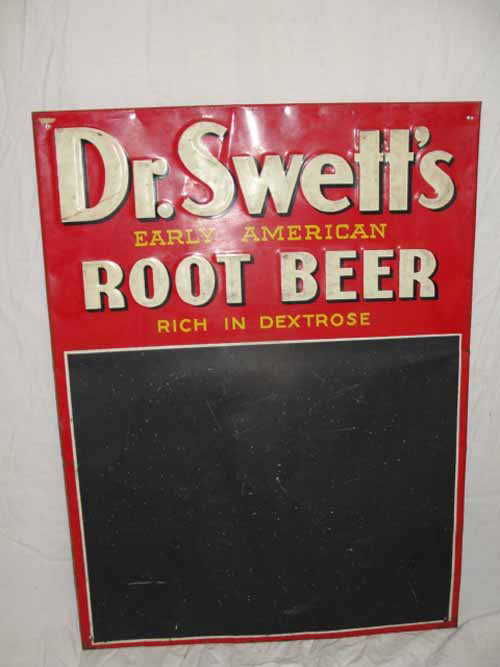 Dr. Swett's
EARLY AMERICAN
ROOT BEER
RICH IN DEXTROSE